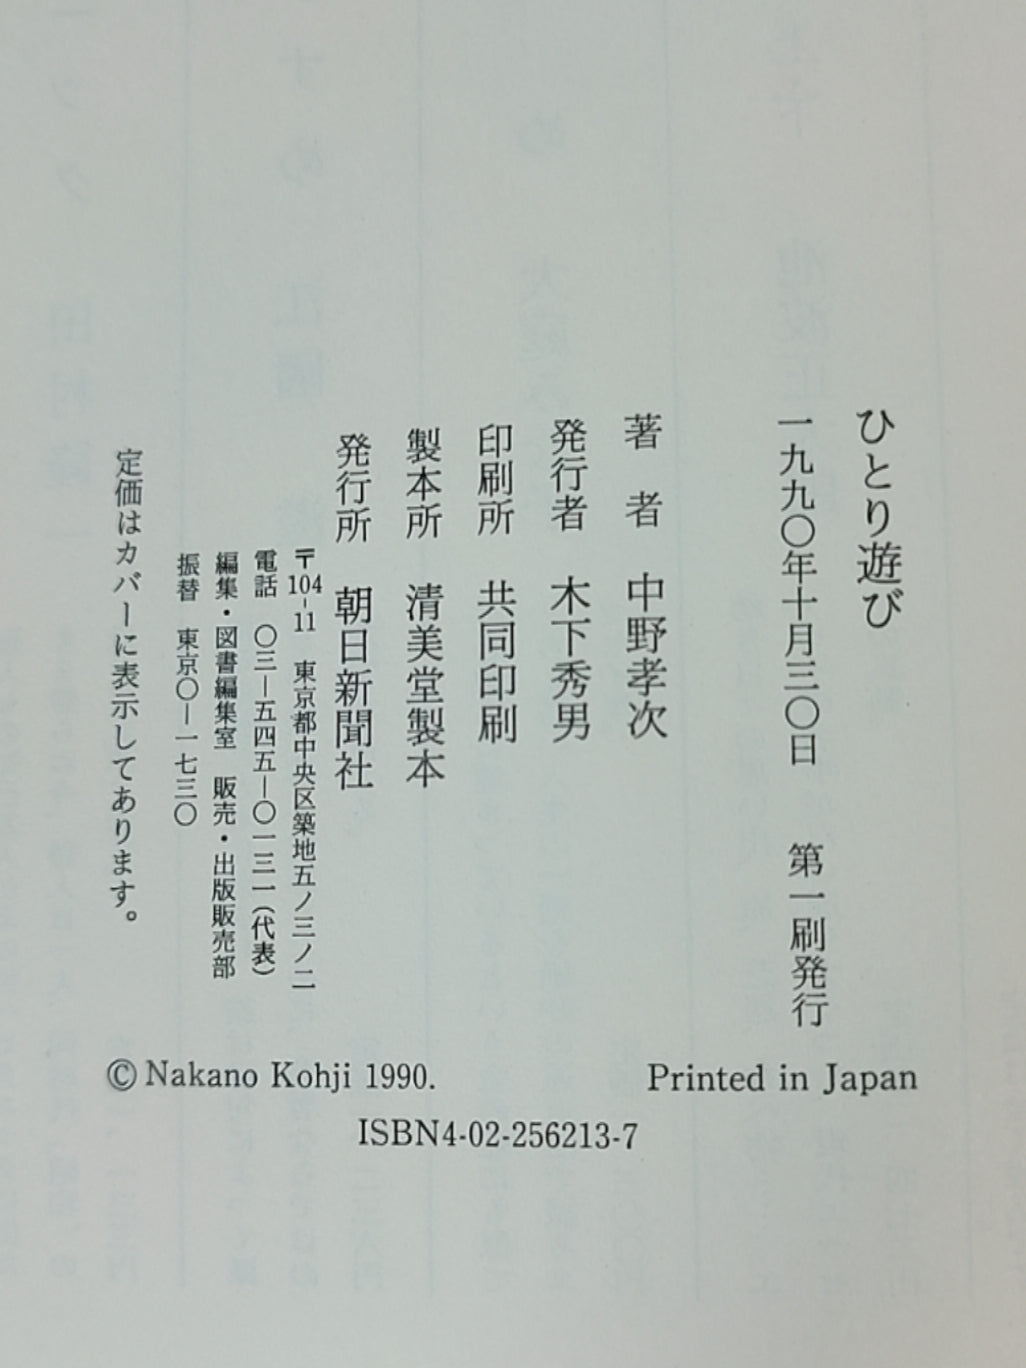 ひとり遊び
一九九〇年十月三〇日　第一刷発行
著　者　中野孝次
発行者　木下秀男
印刷所　共同印刷
製本所　清美堂製本
発行所　朝日新聞社
〒104-11　東京都中央区築地五ノ三ノ二
電話　〇三―五四五―〇一三一（代表）
編集・図書編集室　販売・出版販売部
振替　東京〇―一七三〇
定価はカバーに表示してあります。
©Nakano Kohji 1990.
Printed in Japan
ISBN4-02-256213-7